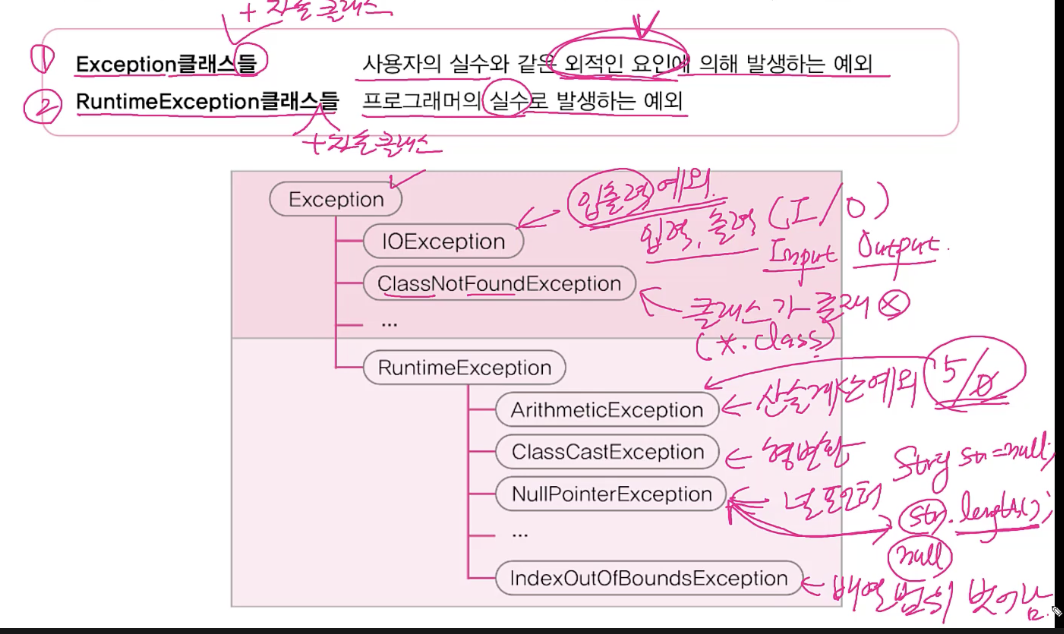 + 자손 클래스
① Exception클래스들 사용자의 실수와 같은 외적인 요인에 의해 발생하는 예외
② RuntimeException클래스들 프로그래머의 실수로 발생하는 예외
+ 자손 클래스
Exception
입출력 예외.
IOException
입력, 출력 (I/O)
Input Output.
ClassNotFoundException
클래스가 존재 ⓧ
(*.class)
...
RuntimeException
ArithmeticException
산술계산예외 5/0
ClassCastException
형변환
String str=null;
NullPointerException
널포인터
str.length();
null
...
IndexOutOfBoundsException
배열 범위 벗어남.